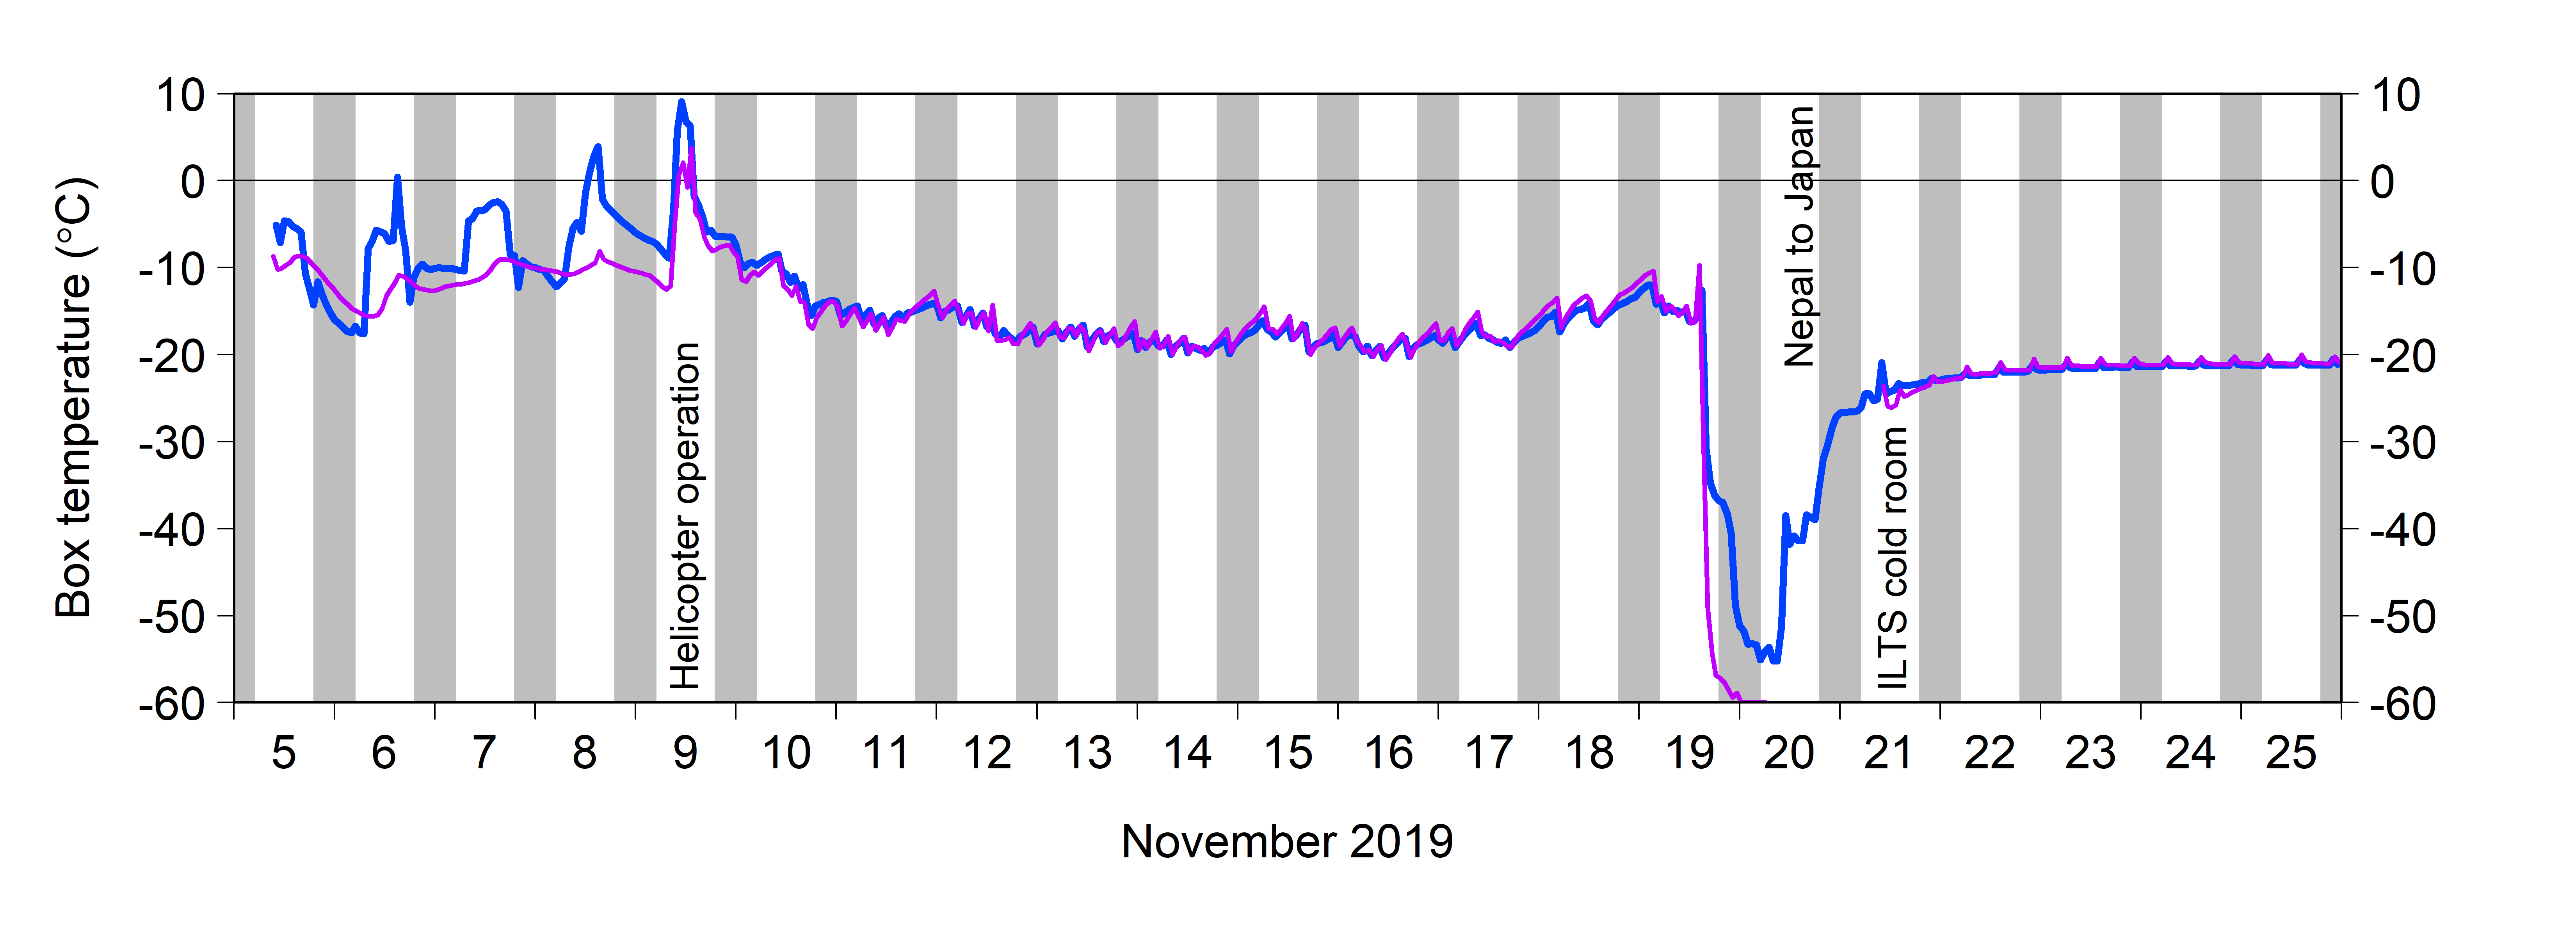 Box temperature (°C)
10
0
-10
-20
-30
-40
-50
-60
Helicopter operation
Nepal to Japan
ILTS cold room
10
0
-10
-20
-30
-40
-50
-60
5 6 7 8 9 10 11 12 13 14 15 16 17 18 19 20 21 22 23 24 25
November 2019